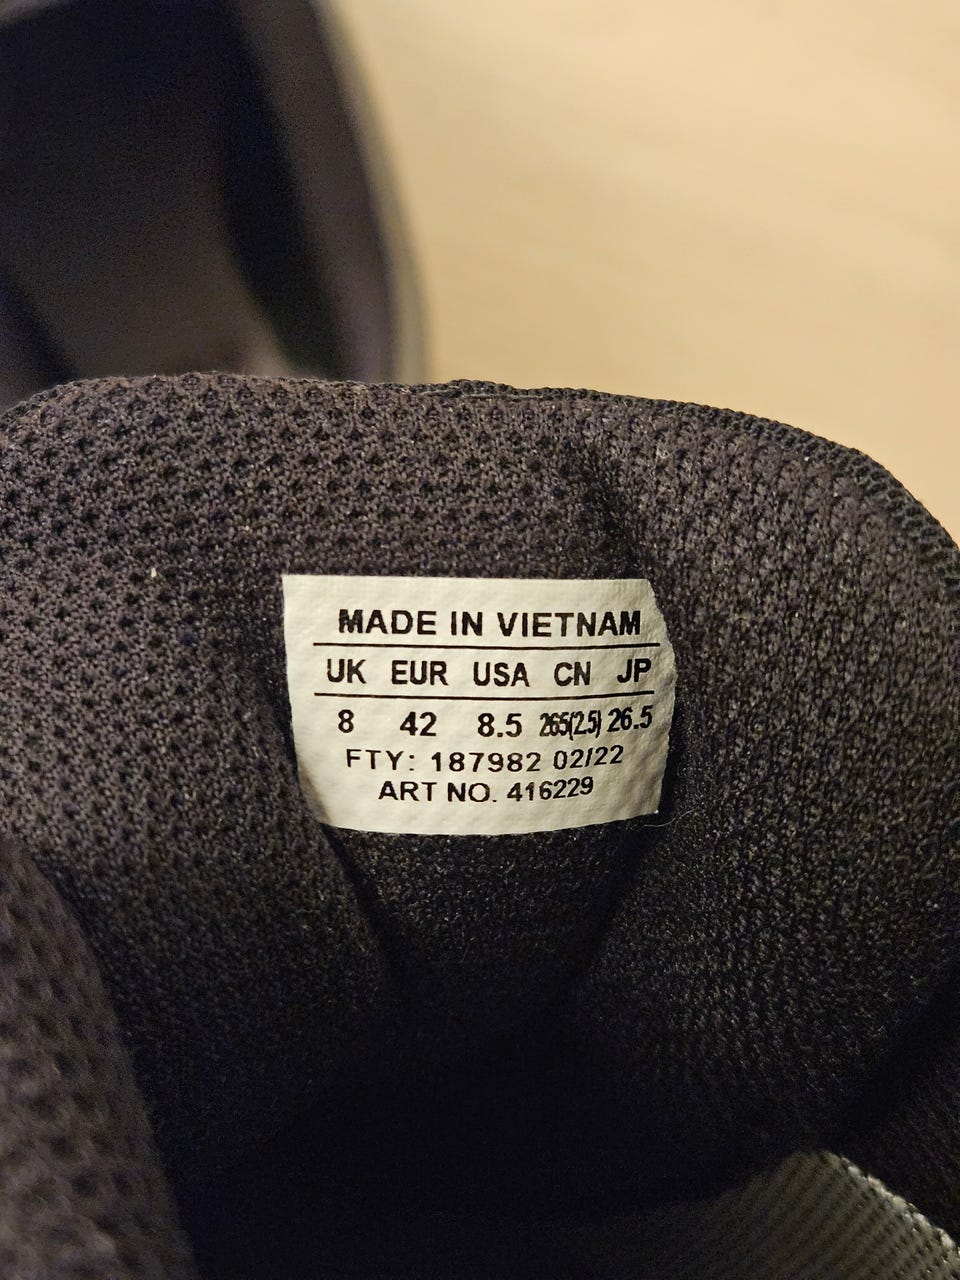 MADE IN VIETNAM
UK EUR USA CN JP
8 42 8.5 265(2.5) 26.5
FTY: 187982 02/22
ART NO. 416229